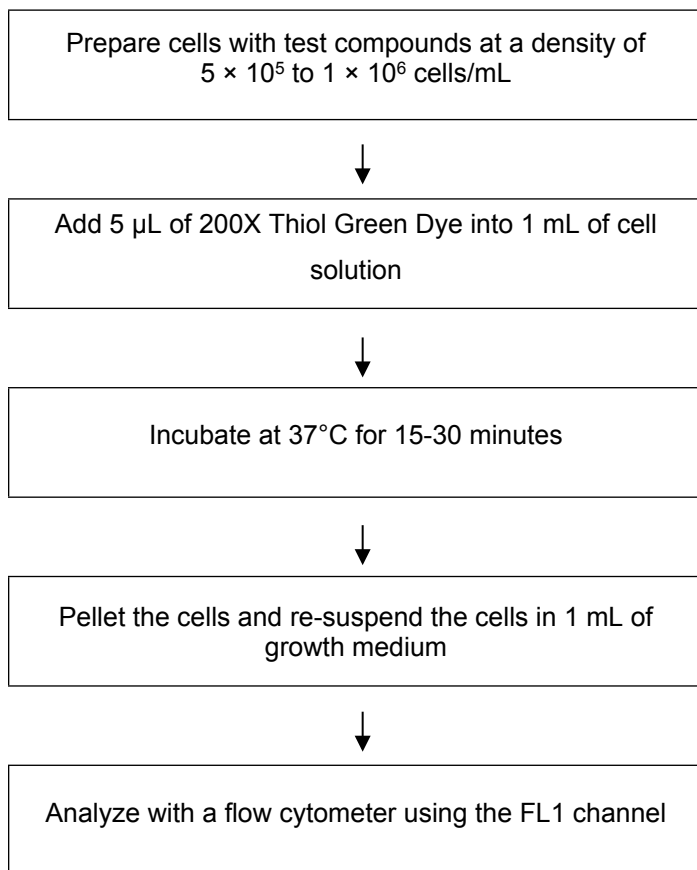 Prepare cells with test compounds at a density of
5 × 10⁵ to 1 × 10⁶ cells/mL
Add 5 µL of 200X Thiol Green Dye into 1 mL of cell
solution
Incubate at 37°C for 15-30 minutes
Pellet the cells and re-suspend the cells in 1 mL of
growth medium
Analyze with a flow cytometer using the FL1 channel